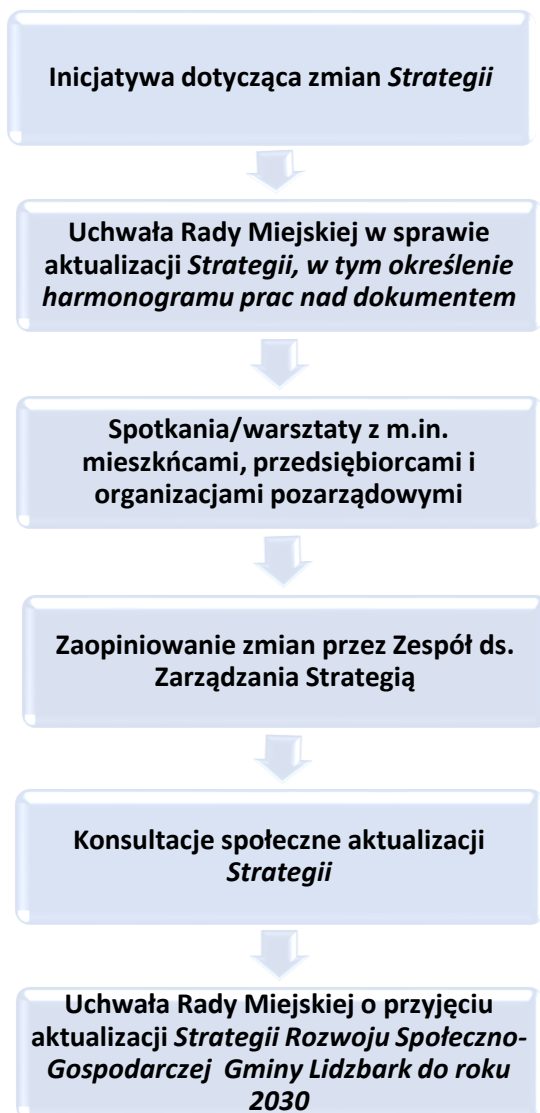 Inicjatywa dotycząca zmian Strategii
Uchwała Rady Miejskiej w sprawie
aktualizacji Strategii, w tym określenie
harmonogramu prac nad dokumentem
Spotkania/warsztaty z m.in.
mieszkńcami, przedsiębiorcami i
organizacjami pozarządowymi
Zaopiniowanie zmian przez Zespół ds.
Zarządzania Strategią
Konsultacje społeczne aktualizacji
Strategii
Uchwała Rady Miejskiej o przyjęciu
aktualizacji Strategii Rozwoju Społeczno-
Gospodarczej Gminy Lidzbark do roku
2030